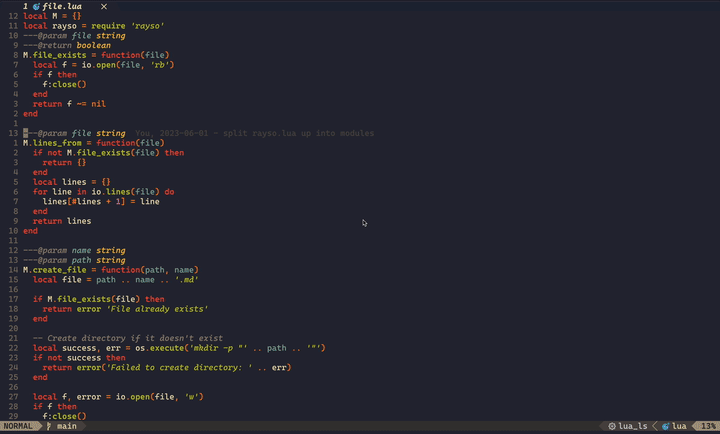 1 file.lua ×
12 local M = {}
11 local rayso = require 'rayso'
10 ---@param file string
9 ---@return boolean
8 M.file_exists = function(file)
7 local f = io.open(file, 'rb')
6 if f then
5 f:close()
4 end
3 return f ~= nil
2 end
1
13 ---@param file string You, 2023-06-01 - split rayso.lua up into modules
1 M.lines_from = function(file)
2 if not M.file_exists(file) then
3 return {}
4 end
5 local lines = {}
6 for line in io.lines(file) do
7 lines[#lines + 1] = line
8 end
9 return lines
10 end
11
12 ---@param name string
13 ---@param path string
14 M.create_file = function(path, name)
15 local file = path .. name .. '.md'
16
17 if M.file_exists(file) then
18 return error 'File already exists'
19 end
20
21 -- Create directory if it doesn't exist
22 local success, err = os.execute('mkdir -p "' .. path .. '"')
23 if not success then
24 return error('Failed to create directory: ' .. err)
25 end
26
27 local f, error = io.open(file, 'w')
28 if f then
29 f:close()
NORMAL main lua_ls lua 13%